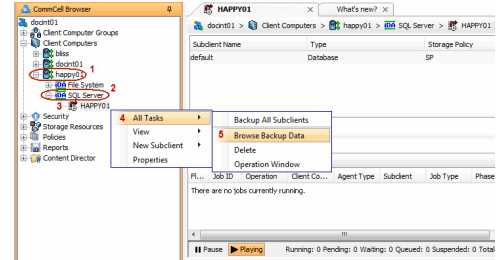 CommCell Browser
docint01
Client Computer Groups
Client Computers
bliss
docint01
happy01 1
File System
iDA SQL Server 2
3 HAPPY01
Security
Storage Resources
Policies
Reports
Content Director
4 All Tasks
View
New Subclient
Properties
Backup All Subclients
5 Browse Backup Data
Delete
Operation Window
HAPPY01 × What's new? ×
docint01 > Client Computers > happy01 > iDA SQL Server > HAPPY01
Subclient Name Type Storage Policy
default Database SP
Fl... Job ID Operation Client Co... Agent Type Subclient Job Type Phase
There are no jobs currently running.
Pause Playing Running: 0 Pending: 0 Waiting: 0 Queued: 0 Suspended: 0 Total